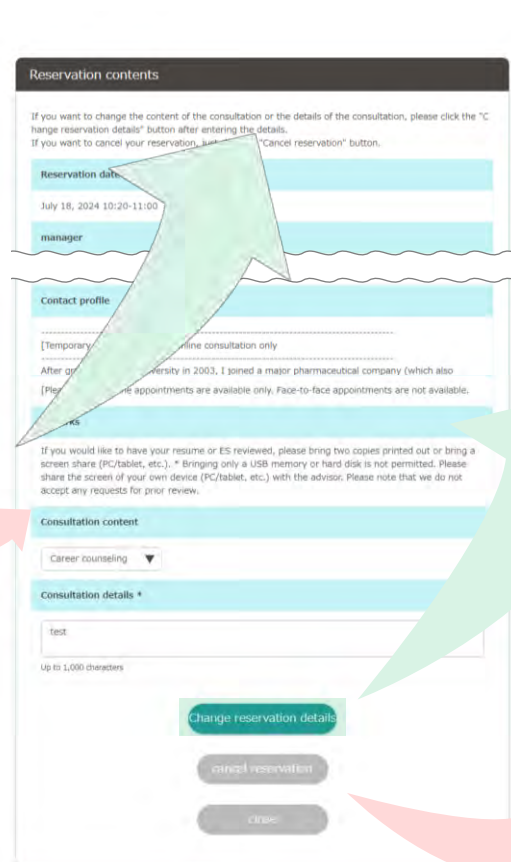 Reservation contents
If you want to change the content of the consultation or the details of the consultation, please click the "C
hange reservation details" button after entering the details.
If you want to cancel your reservation, "Cancel reservation" button.
Reservation date
July 18, 2024 10:20-11:00
manager
Contact profile
[Temporary online consultation only
After University in 2003, I joined a major pharmaceutical company (which also
appointments are available only. Face-to-face appointments are not available.
If you would like to have your resume or ES reviewed, please bring two copies printed out or bring a
screen share (PC/tablet, etc.). * Bringing only a USB memory or hard disk is not permitted. Please
share the screen of your own device (PC/tablet, etc.) with the advisor. Please note that we do not
accept any requests for prior review.
Consultation content
Career counseling ▼
Consultation details *
test
Up to 1,000 characters
Change reservation details
cancel reservation
close